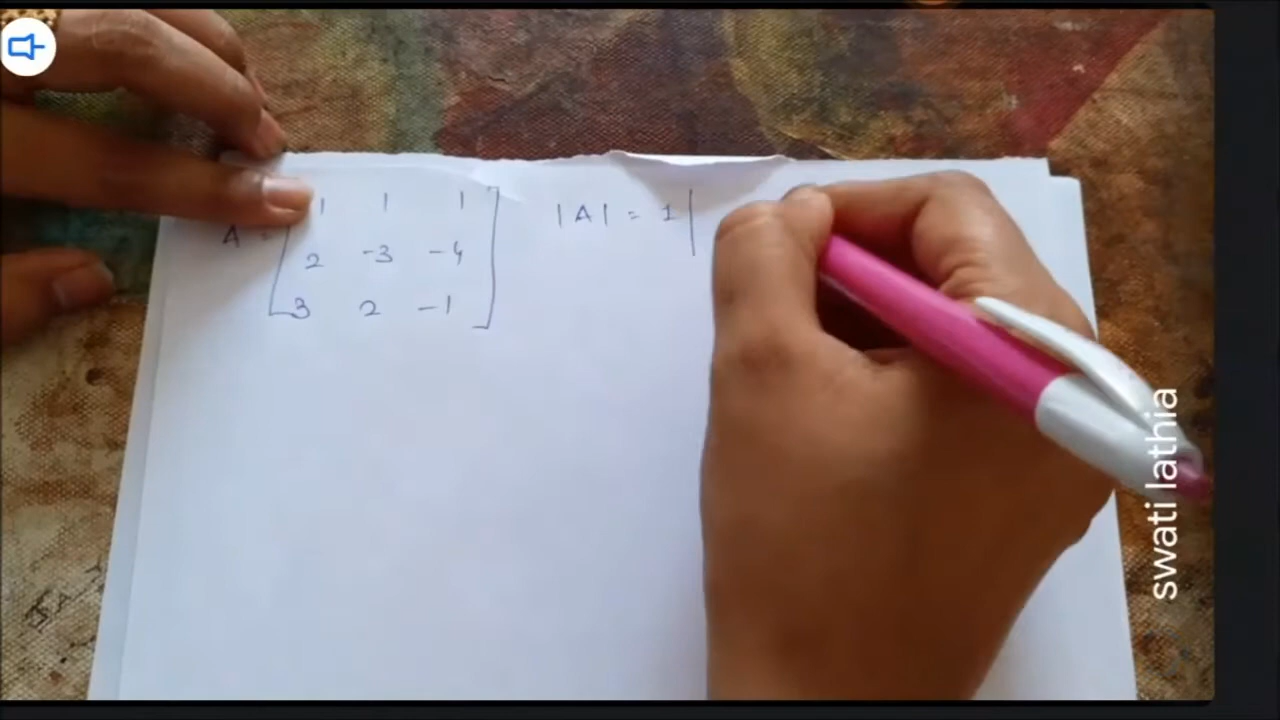 A = [ 1 1 1
2 -3 -4
3 2 -1 ]
|A| = 1 |
swati lathia